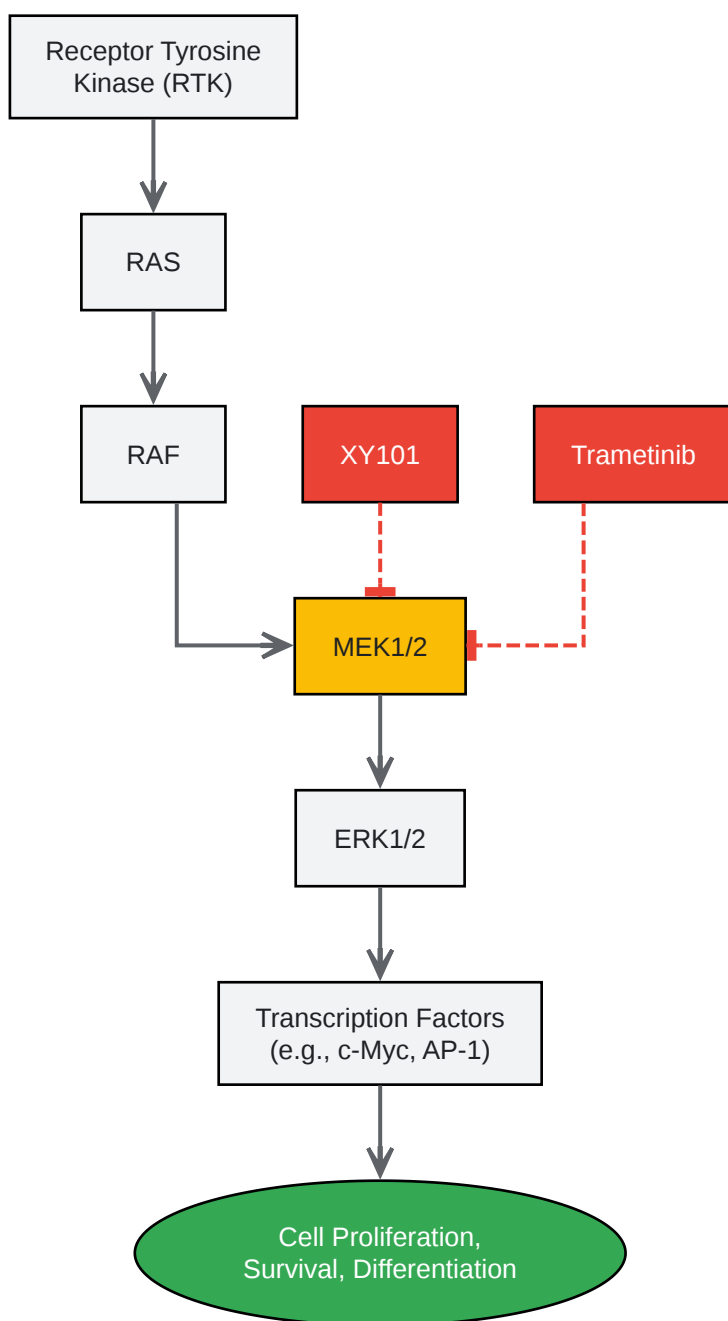 Receptor Tyrosine
Kinase (RTK)
RAS
RAF
XY101
Trametinib
MEK1/2
ERK1/2
Transcription Factors
(e.g., c-Myc, AP-1)
Cell Proliferation,
Survival, Differentiation